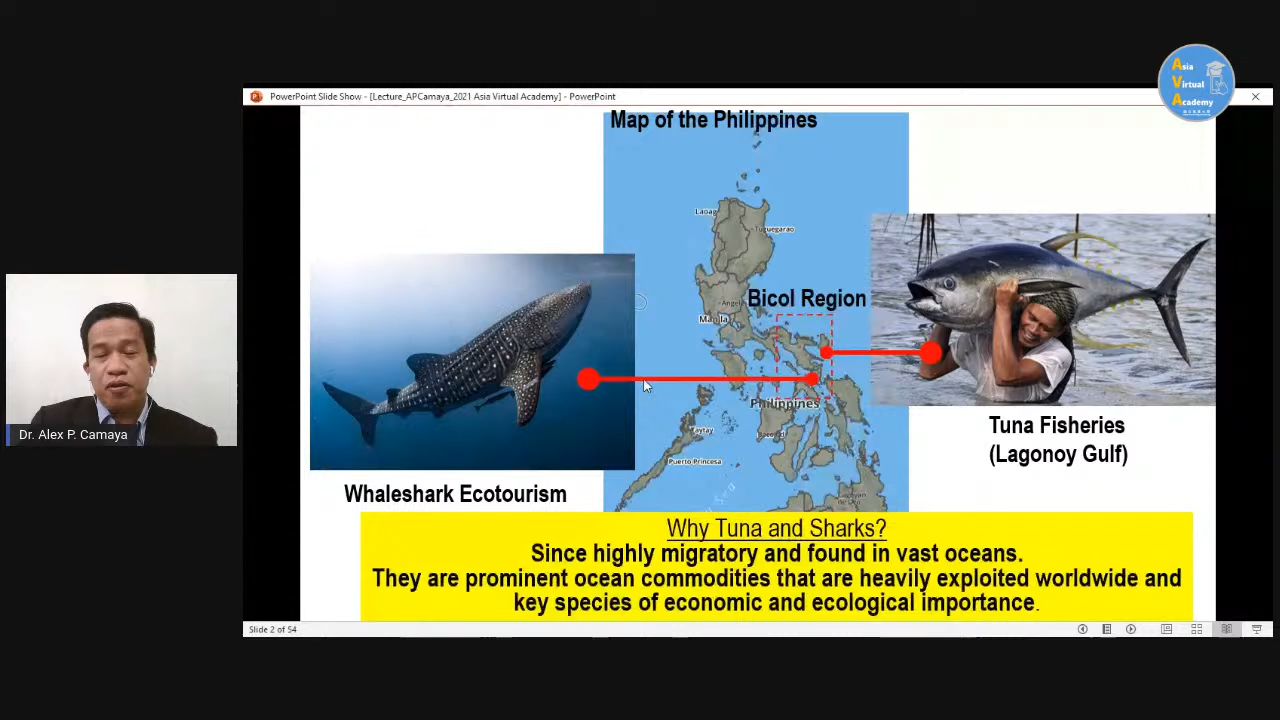 PowerPoint Slide Show - [Lecture_APCamaya_2021 Asia Virtual Academy] - PowerPoint
Asia
Virtual
Academy
Map of the Philippines
Laoag
Tuguegarao
Bicol Region
Angel
Manila
Philippines
Taytay
Bacolod
Puerto Princesa
Whaleshark Ecotourism
Tuna Fisheries
(Lagonoy Gulf)
Dr. Alex P. Camaya
Why Tuna and Sharks?
Since highly migratory and found in vast oceans.
They are prominent ocean commodities that are heavily exploited worldwide and
key species of economic and ecological importance.
Slide 2 of 54